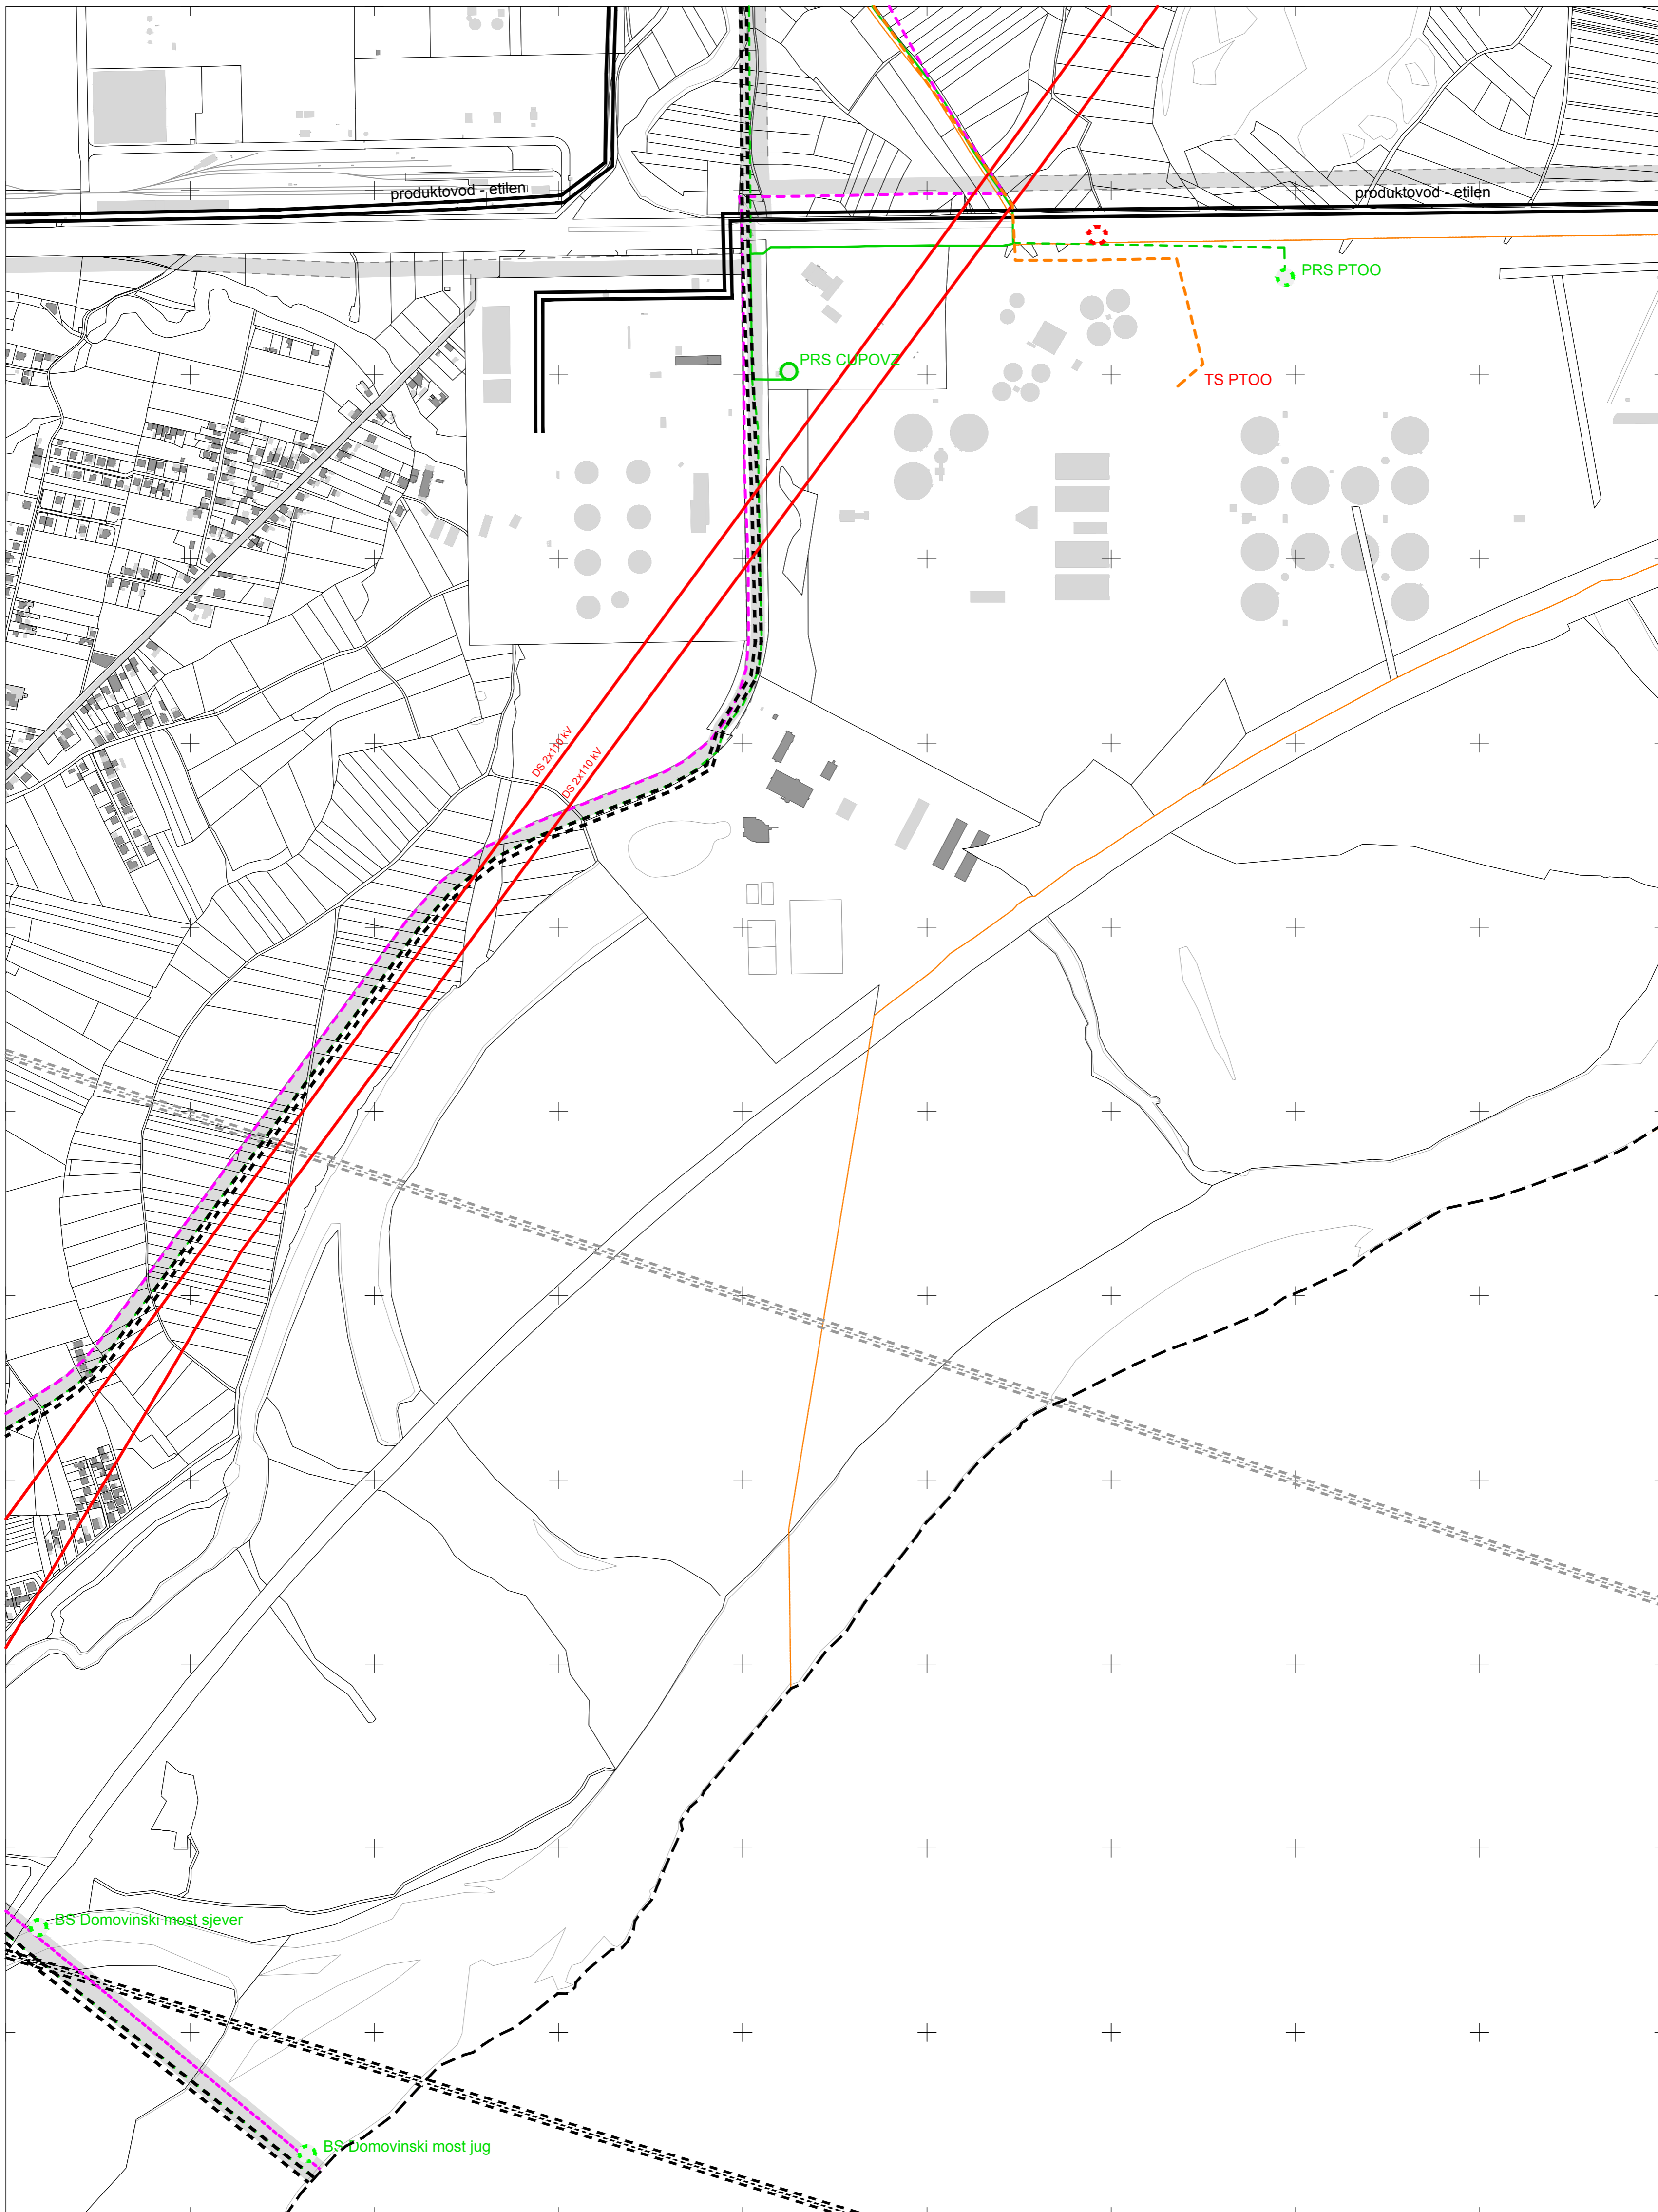 produktovod - etilen
produktovod - etilen
PRS PTOO
PRS CUPOVZ
TS PTOO
DS 2x110 kV
DS 2x110 kV
BS Domovinski most sjever
BS Domovinski most jug